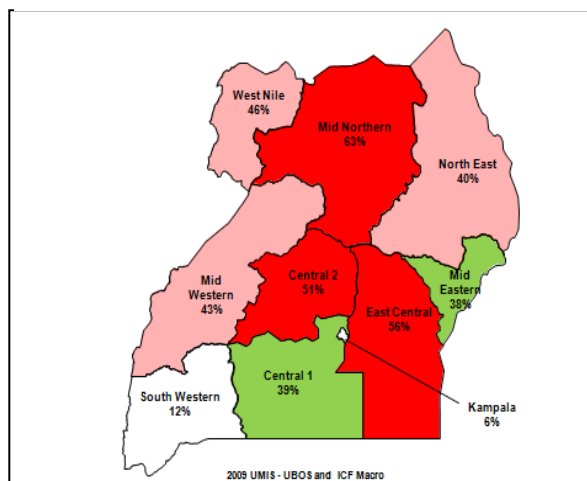 West Nile
46%
Mid Northern
63%
North East
40%
Mid
Western
43%
Central 2
51%
East Central
56%
Mid
Eastern
38%
South Western
12%
Central 1
39%
Kampala
6%
2009 UMIS - UBOS and ICF Macro